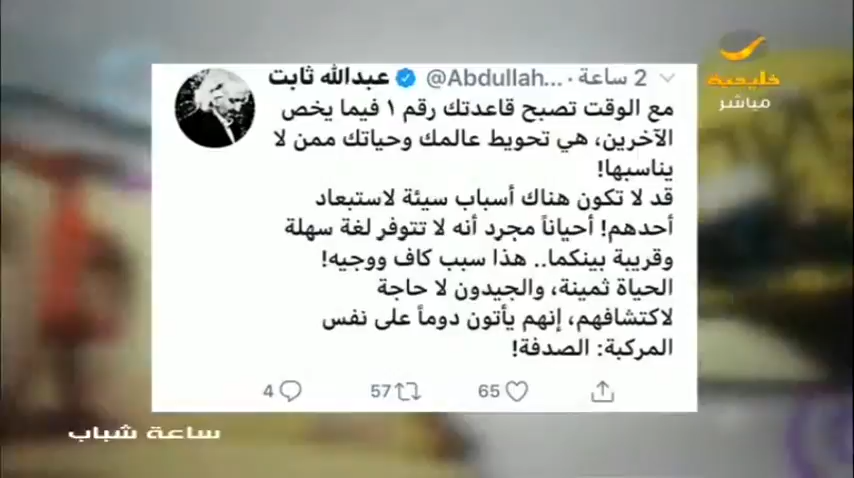 خليجية
مباشر
عبدالله ثابت @Abdullah... · 2 ساعة
مع الوقت تصبح قاعدتك رقم ١ فيما يخص
الآخرين، هي تحويط عالمك وحياتك ممن لا
يناسبها!
قد لا تكون هناك أسباب سيئة لاستبعاد
أحدهم! أحياناً مجرد أنه لا تتوفر لغة سهلة
وقريبة بينكما.. هذا سبب كاف ووجيه!
الحياة ثمينة، والجيدون لا حاجة
لاكتشافهم، إنهم يأتون دوماً على نفس
المركبة: الصدفة!
4 57 65
ساعة شباب